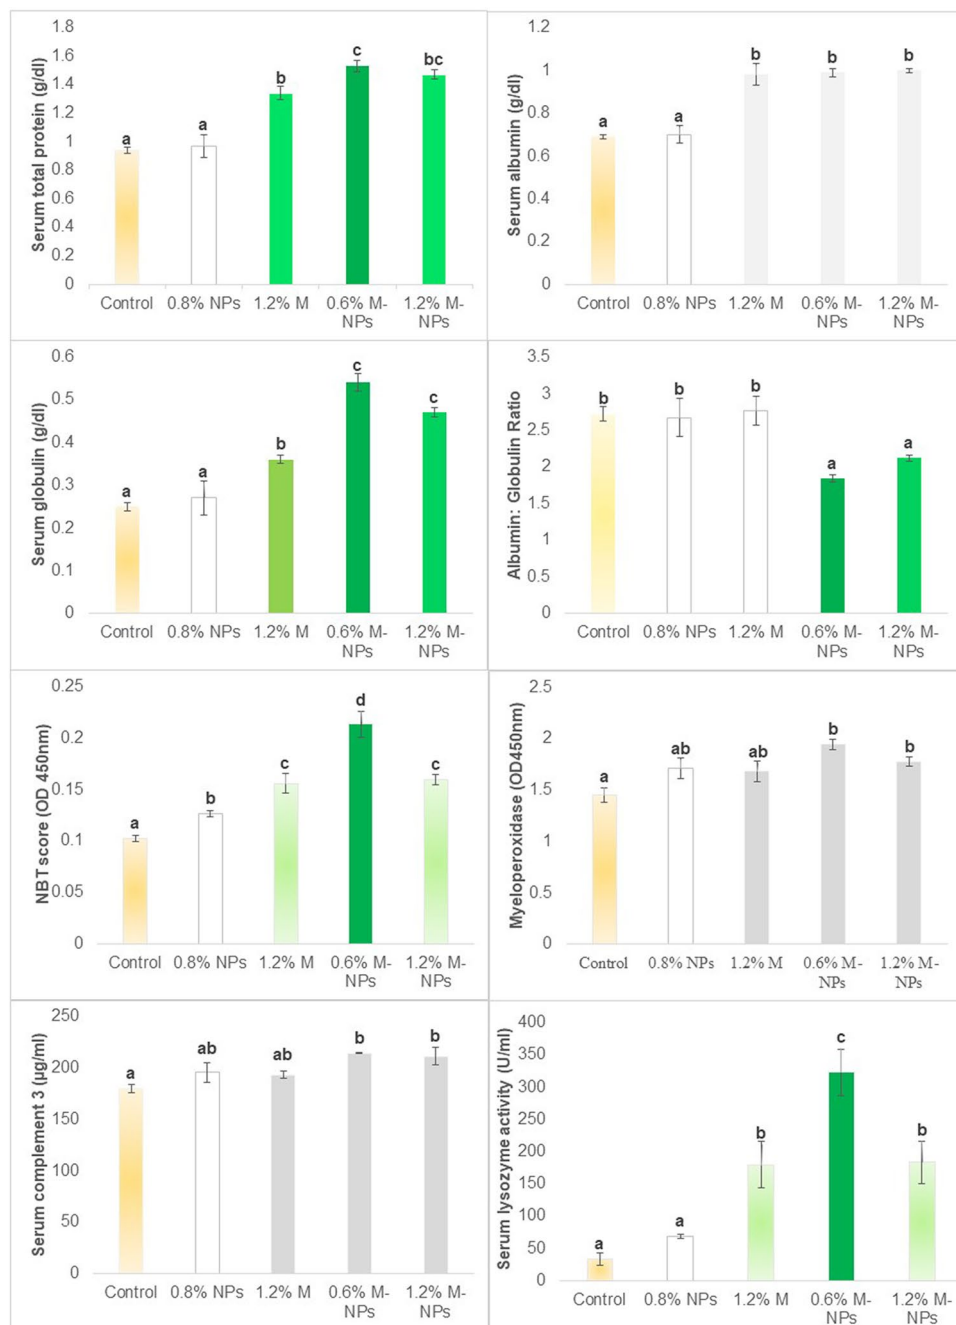 Serum total protein (g/dl)
1.8
1.6
1.4
1.2
1
0.8
0.6
0.4
0.2
0
a
a
b
c
bc
Control
0.8% NPs
1.2% M
0.6% M-
NPs
1.2% M-
NPs
Serum albumin (g/dl)
1.2
1
0.8
0.6
0.4
0.2
0
a
a
b
b
b
Control
0.8% NPs
1.2% M
0.6% M-
NPs
1.2% M-
NPs
Serum globulin (g/dl)
0.6
0.5
0.4
0.3
0.2
0.1
0
a
a
b
c
c
Control
0.8% NPs
1.2% M
0.6% M-
NPs
1.2% M-
NPs
Albumin: Globulin Ratio
3.5
3
2.5
2
1.5
1
0.5
0
b
b
b
a
a
Control
0.8% NPs
1.2% M
0.6% M-
NPs
1.2% M-
NPs
NBT score (OD 450nm)
0.25
0.2
0.15
0.1
0.05
0
a
b
c
d
c
Control
0.8% NPs
1.2% M
0.6% M-
NPs
1.2% M-
NPs
Myeloperoxidase (OD450nm)
2.5
2
1.5
1
0.5
0
a
ab
ab
b
b
Control
0.8% NPs
1.2% M
0.6% M-
NPs
1.2% M-
NPs
Serum complement 3 (µg/ml)
250
200
150
100
50
0
a
ab
ab
b
b
Control
0.8% NPs
1.2% M
0.6% M-
NPs
1.2% M-
NPs
Serum lysozyme activity (U/ml)
400
350
300
250
200
150
100
50
0
a
a
b
c
b
Control
0.8% NPs
1.2% M
0.6% M-
NPs
1.2% M-
NPs